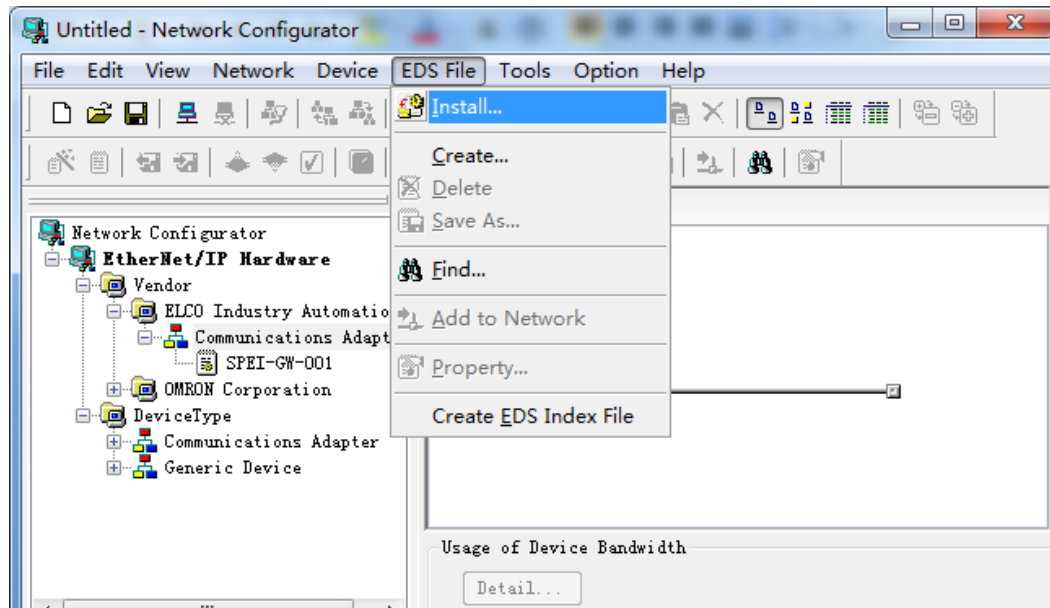 Untitled - Network Configurator
File Edit View Network Device EDS File Tools Option Help
Install...
Create...
Delete
Save As...
Find...
Add to Network
Property...
Create EDS Index File
Network Configurator
EtherNet/IP Hardware
Vendor
ELCO Industry Automatio
Communications Adapt
SPEI-GW-001
OMRON Corporation
DeviceType
Communications Adapter
Generic Device
Usage of Device Bandwidth
Detail...